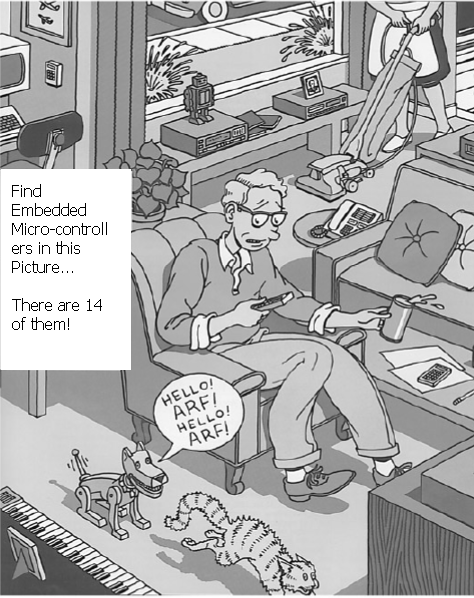 Find
Embedded
Micro-controll
ers in this
Picture...
There are 14
of them!
HELLO!
ARF!
HELLO!
ARF!